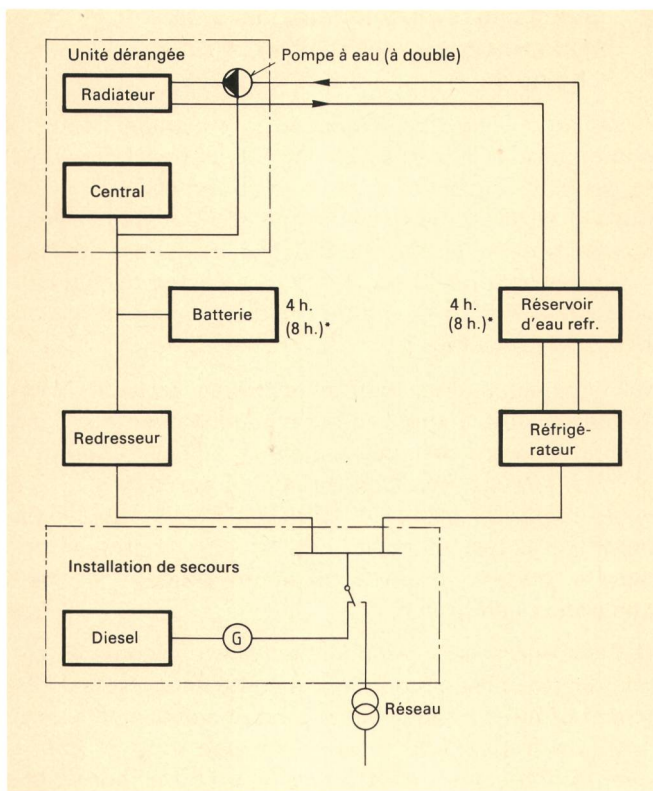 Unité dérangée
Pompe à eau (à double)
Radiateur
Central
Batterie
4 h.
(8 h.)*
4 h.
(8 h.)*
Réservoir
d'eau refr.
Redresseur
Réfrigé-
rateur
Installation de secours
Diesel
G
Réseau